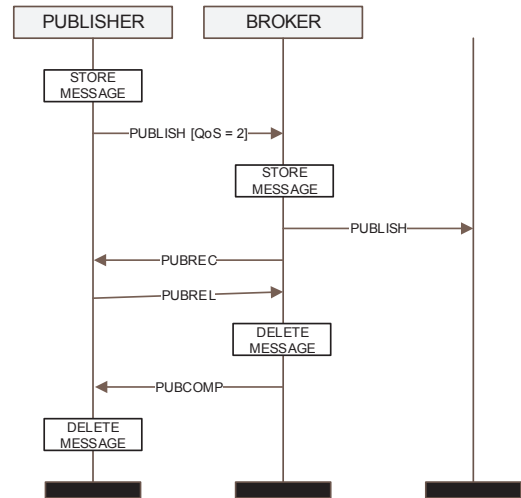 PUBLISHER
BROKER
STORE
MESSAGE
PUBLISH [QoS = 2]
STORE
MESSAGE
PUBLISH
PUBREC
PUBREL
DELETE
MESSAGE
PUBCOMP
DELETE
MESSAGE